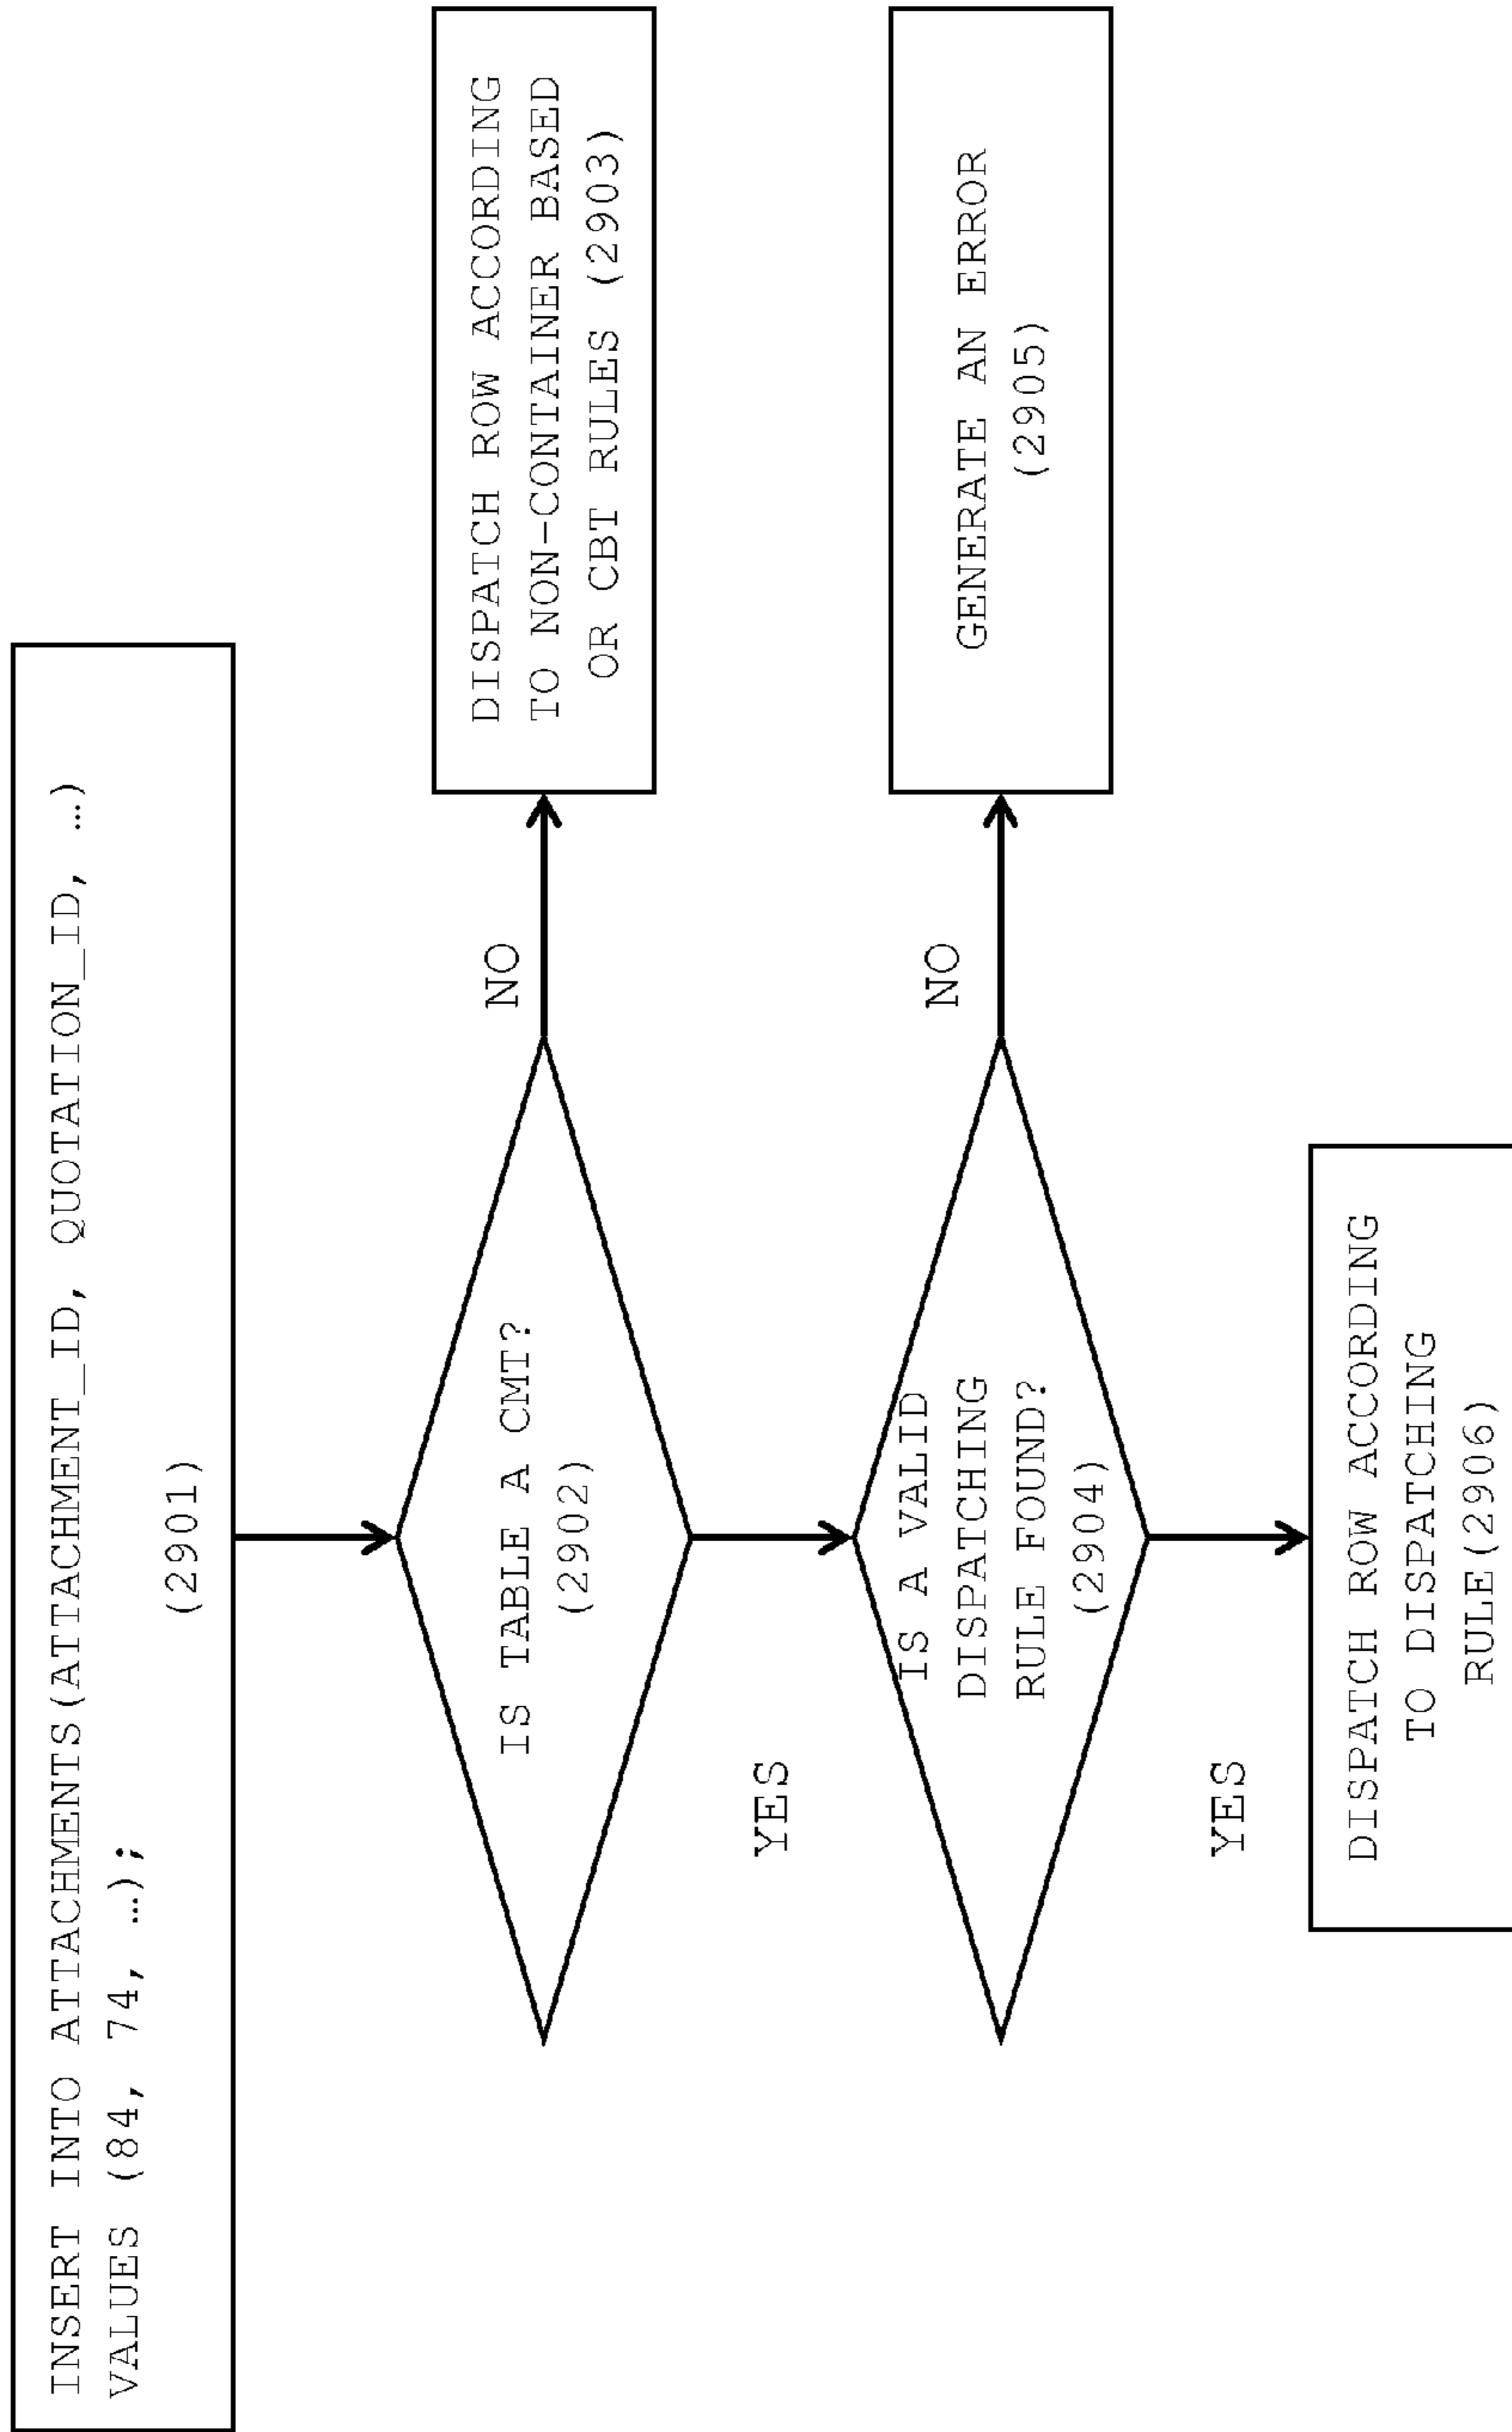 INSERT INTO ATTACHMENTS(ATTACHMENT_ID, QUOTATION_ID, …)
VALUES (84, 74, …);
(2901)
IS TABLE A CMT?
(2902)
NO
DISPATCH ROW ACCORDING
TO NON-CONTAINER BASED
OR CBT RULES (2903)
YES
IS A VALID
DISPATCHING
RULE FOUND?
(2904)
NO
GENERATE AN ERROR
(2905)
YES
DISPATCH ROW ACCORDING
TO DISPATCHING
RULE(2906)